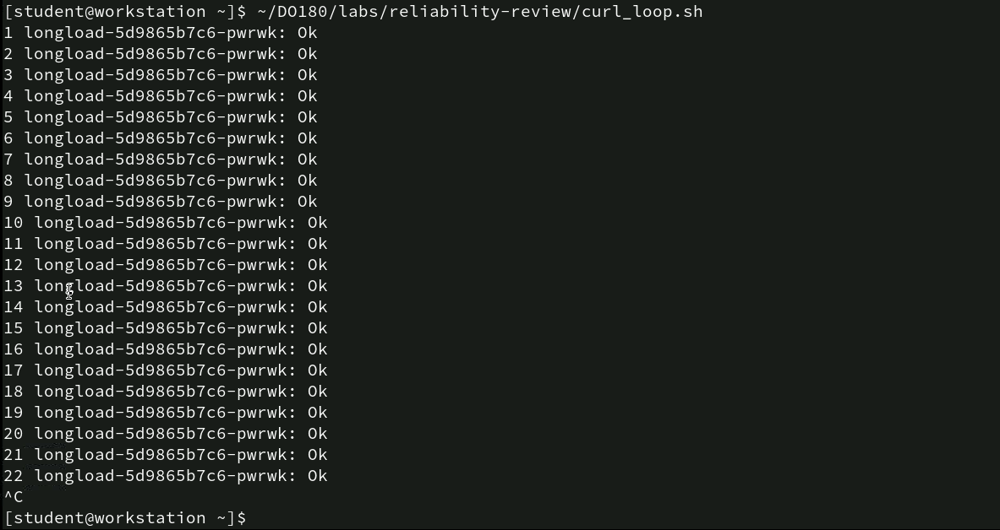 [student@workstation ~]$ ~/DO180/labs/reliability-review/curl_loop.sh
1 longload-5d9865b7c6-pwrwk: Ok
2 longload-5d9865b7c6-pwrwk: Ok
3 longload-5d9865b7c6-pwrwk: Ok
4 longload-5d9865b7c6-pwrwk: Ok
5 longload-5d9865b7c6-pwrwk: Ok
6 longload-5d9865b7c6-pwrwk: Ok
7 longload-5d9865b7c6-pwrwk: Ok
8 longload-5d9865b7c6-pwrwk: Ok
9 longload-5d9865b7c6-pwrwk: Ok
10 longload-5d9865b7c6-pwrwk: Ok
11 longload-5d9865b7c6-pwrwk: Ok
12 longload-5d9865b7c6-pwrwk: Ok
13 longload-5d9865b7c6-pwrwk: Ok
14 longload-5d9865b7c6-pwrwk: Ok
15 longload-5d9865b7c6-pwrwk: Ok
16 longload-5d9865b7c6-pwrwk: Ok
17 longload-5d9865b7c6-pwrwk: Ok
18 longload-5d9865b7c6-pwrwk: Ok
19 longload-5d9865b7c6-pwrwk: Ok
20 longload-5d9865b7c6-pwrwk: Ok
21 longload-5d9865b7c6-pwrwk: Ok
22 longload-5d9865b7c6-pwrwk: Ok
^C
[student@workstation ~]$